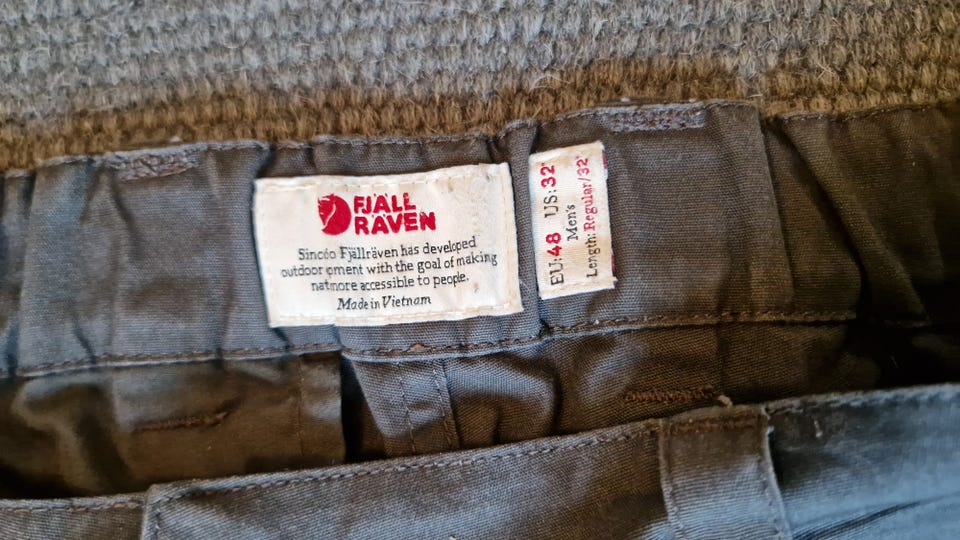 FJÄLL
RÄVEN
Fjällräven has developed
outdoor with the goal of making
natmore accessible to people.
Made in Vietnam
EU:48 US:32"
Men's
Length: Regular/32"